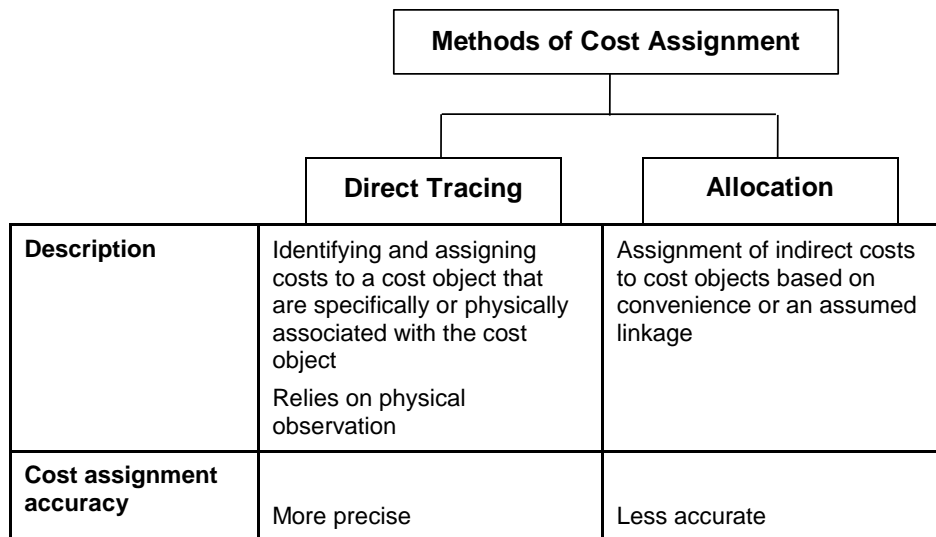 Methods of Cost Assignment
Direct Tracing
Allocation
Description
Identifying and assigning
costs to a cost object that
are specifically or physically
associated with the cost
object
Relies on physical
observation
Assignment of indirect costs
to cost objects based on
convenience or an assumed
linkage
Cost assignment
accuracy
More precise
Less accurate